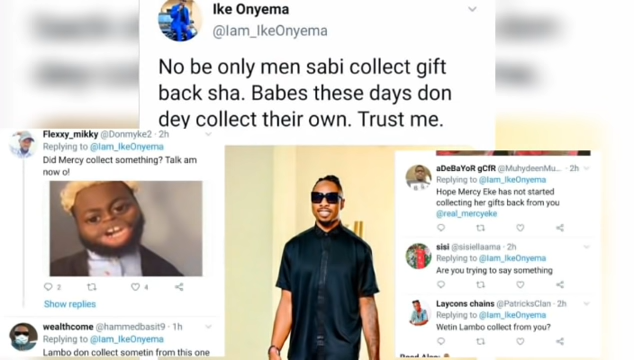 Ike Onyema
@Iam_IkeOnyema
No be only men sabi collect gift
back sha. Babes these days don
dey collect their own. Trust me.
Flexxy_mikky @Donmyke2 · 2h
Replying to @Iam_IkeOnyema
Did Mercy collect something? Talk am
now o!
2
4
Show replies
wealthcome @hammedbasit9 · 1h
Replying to @Iam_IkeOnyema
Lambo don collect sometin from this one
aDeBaYoR gCfR @MuhydeenMu... · 2h
Replying to @Iam_IkeOnyema
Hope Mercy Eke has not started
collecting her gifts back from you
@real_mercyeke
sisi @sisiellaama · 2h
Replying to @Iam_IkeOnyema
Are you trying to say something
Laycons chains @PatricksClan · 2h
Replying to @Iam_IkeOnyema
Wetin Lambo collect from you?
Read Also: